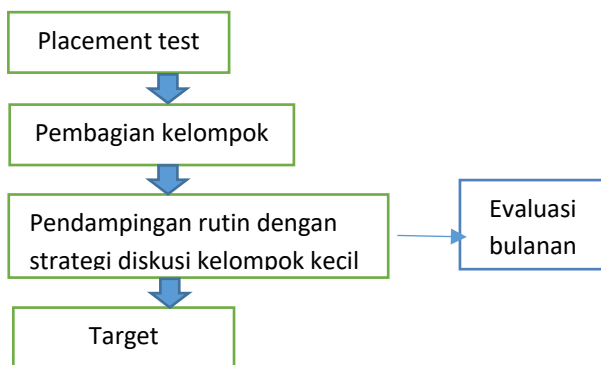 Placement test
Pembagian kelompok
Pendampingan rutin dengan
strategi diskusi kelompok kecil
Evaluasi
bulanan
Target